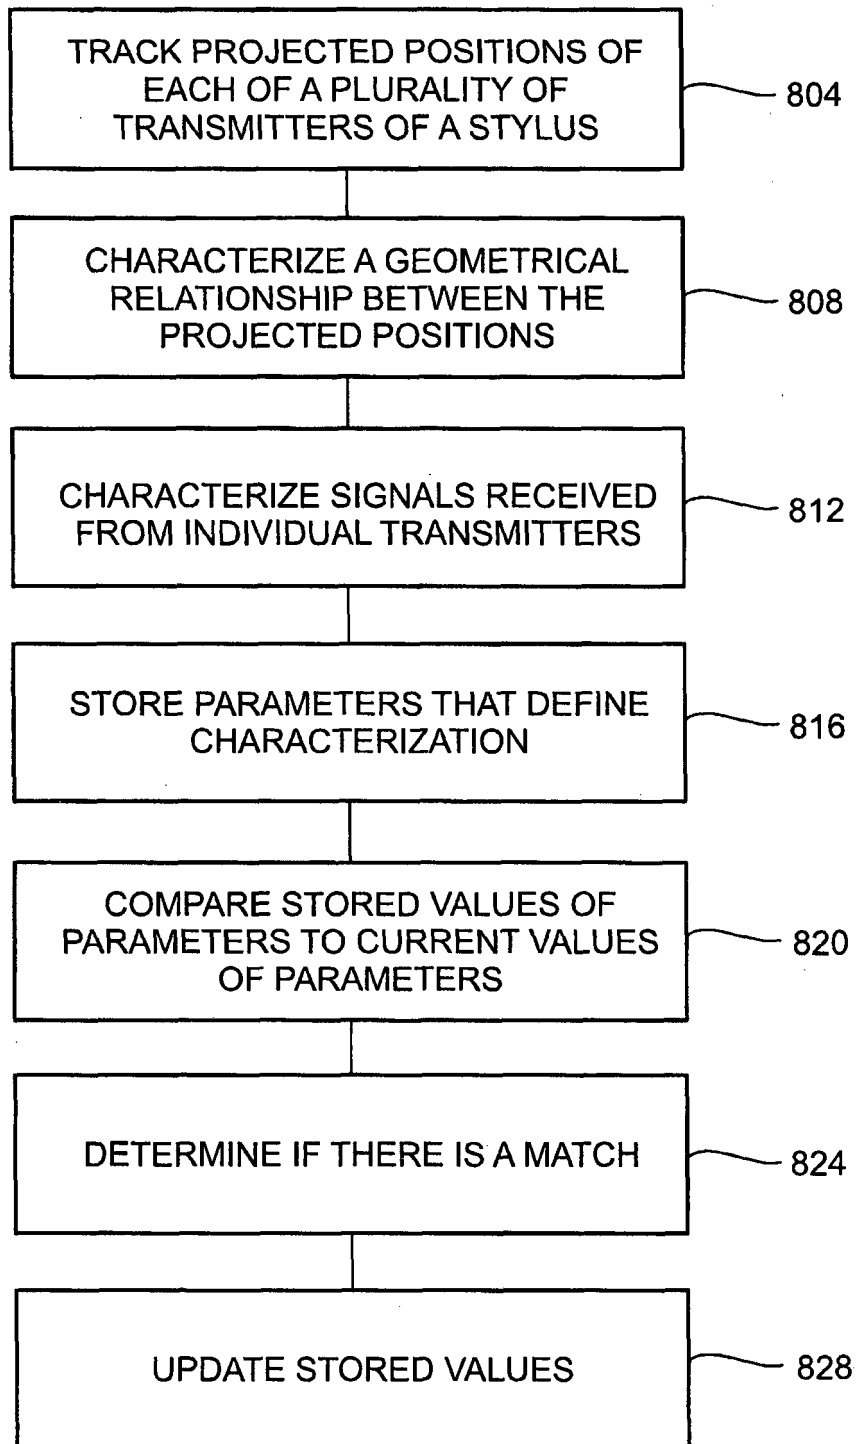 TRACK PROJECTED POSITIONS OF
EACH OF A PLURALITY OF
TRANSMITTERS OF A STYLUS
804
CHARACTERIZE A GEOMETRICAL
RELATIONSHIP BETWEEN THE
PROJECTED POSITIONS
808
CHARACTERIZE SIGNALS RECEIVED
FROM INDIVIDUAL TRANSMITTERS
812
STORE PARAMETERS THAT DEFINE
CHARACTERIZATION
816
COMPARE STORED VALUES OF
PARAMETERS TO CURRENT VALUES
OF PARAMETERS
820
DETERMINE IF THERE IS A MATCH
824
UPDATE STORED VALUES
828